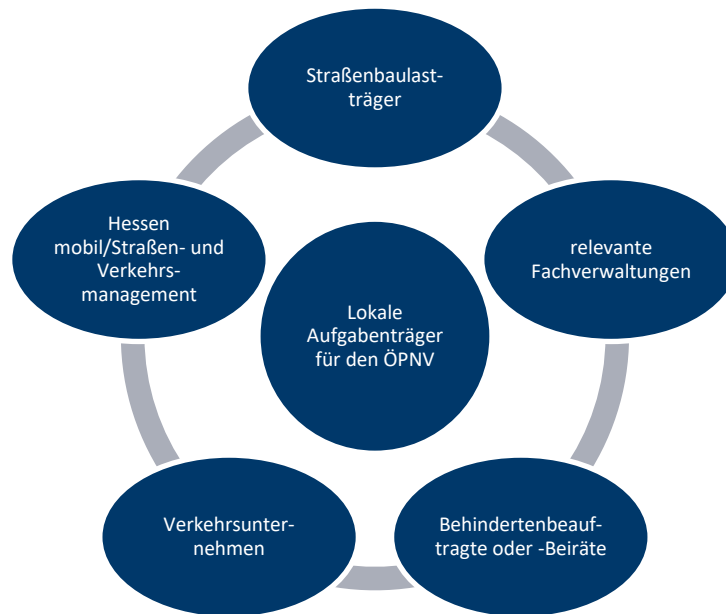 Straßenbaulast-
träger
Hessen
mobil/Straßen- und
Verkehrs-
management
relevante
Fachverwaltungen
Lokale
Aufgabenträger
für den ÖPNV
Verkehrsunter-
nehmen
Behindertenbeauf-
tragte oder -Beiräte